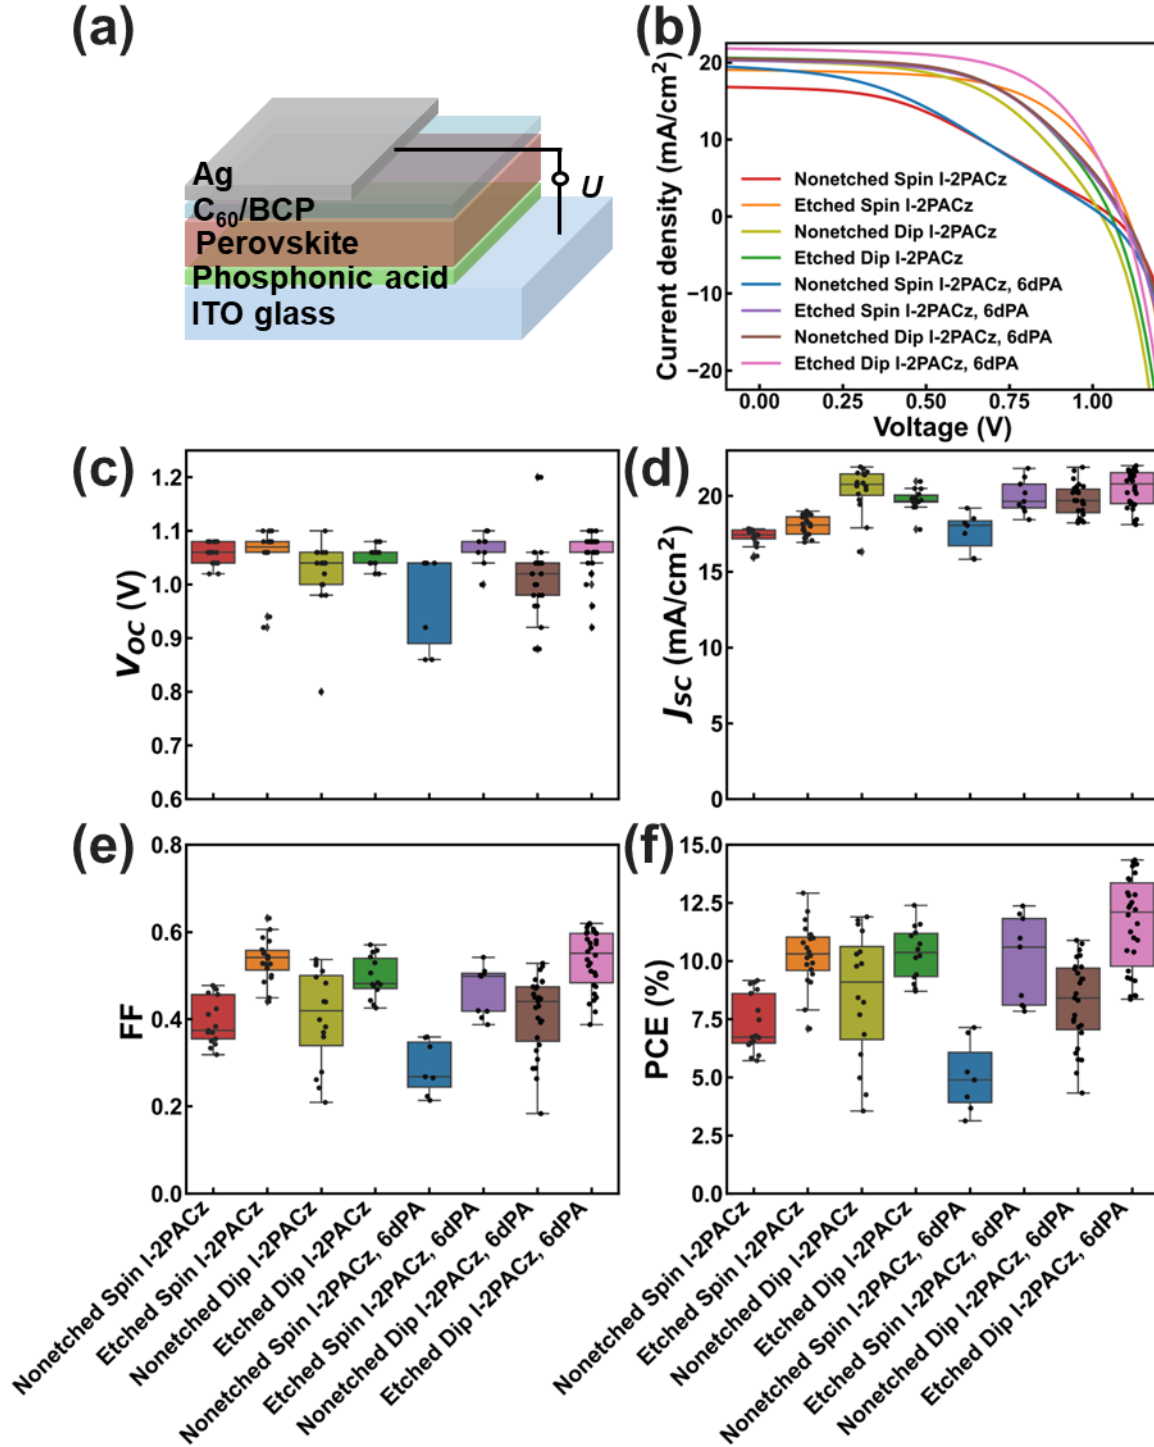 (a)
Ag
C₆₀/BCP
Perovskite
Phosphonic acid
ITO glass
U
(b)
Current density (mA/cm²)
20
10
0
−10
−20
Nonetched Spin I-2PACz
Etched Spin I-2PACz
Nonetched Dip I-2PACz
Etched Dip I-2PACz
Nonetched Spin I-2PACz, 6dPA
Etched Spin I-2PACz, 6dPA
Nonetched Dip I-2PACz, 6dPA
Etched Dip I-2PACz, 6dPA
0.00 0.25 0.50 0.75 1.00
Voltage (V)
(c)
V_OC (V)
1.2
1.1
1.0
0.9
0.8
0.7
0.6
(d)
J_SC (mA/cm²)
20
15
10
5
0
(e)
FF
0.8
0.6
0.4
0.2
0.0
Nonetched Spin I-2PACz
Etched Spin I-2PACz
Nonetched Dip I-2PACz
Etched Dip I-2PACz
Nonetched Spin I-2PACz, 6dPA
Etched Spin I-2PACz, 6dPA
Nonetched Dip I-2PACz, 6dPA
Etched Dip I-2PACz, 6dPA
(f)
PCE (%)
15.0
12.5
10.0
7.5
5.0
2.5
0.0
Nonetched Spin I-2PACz
Etched Spin I-2PACz
Nonetched Dip I-2PACz
Etched Dip I-2PACz
Nonetched Spin I-2PACz, 6dPA
Etched Spin I-2PACz, 6dPA
Nonetched Dip I-2PACz, 6dPA
Etched Dip I-2PACz, 6dPA